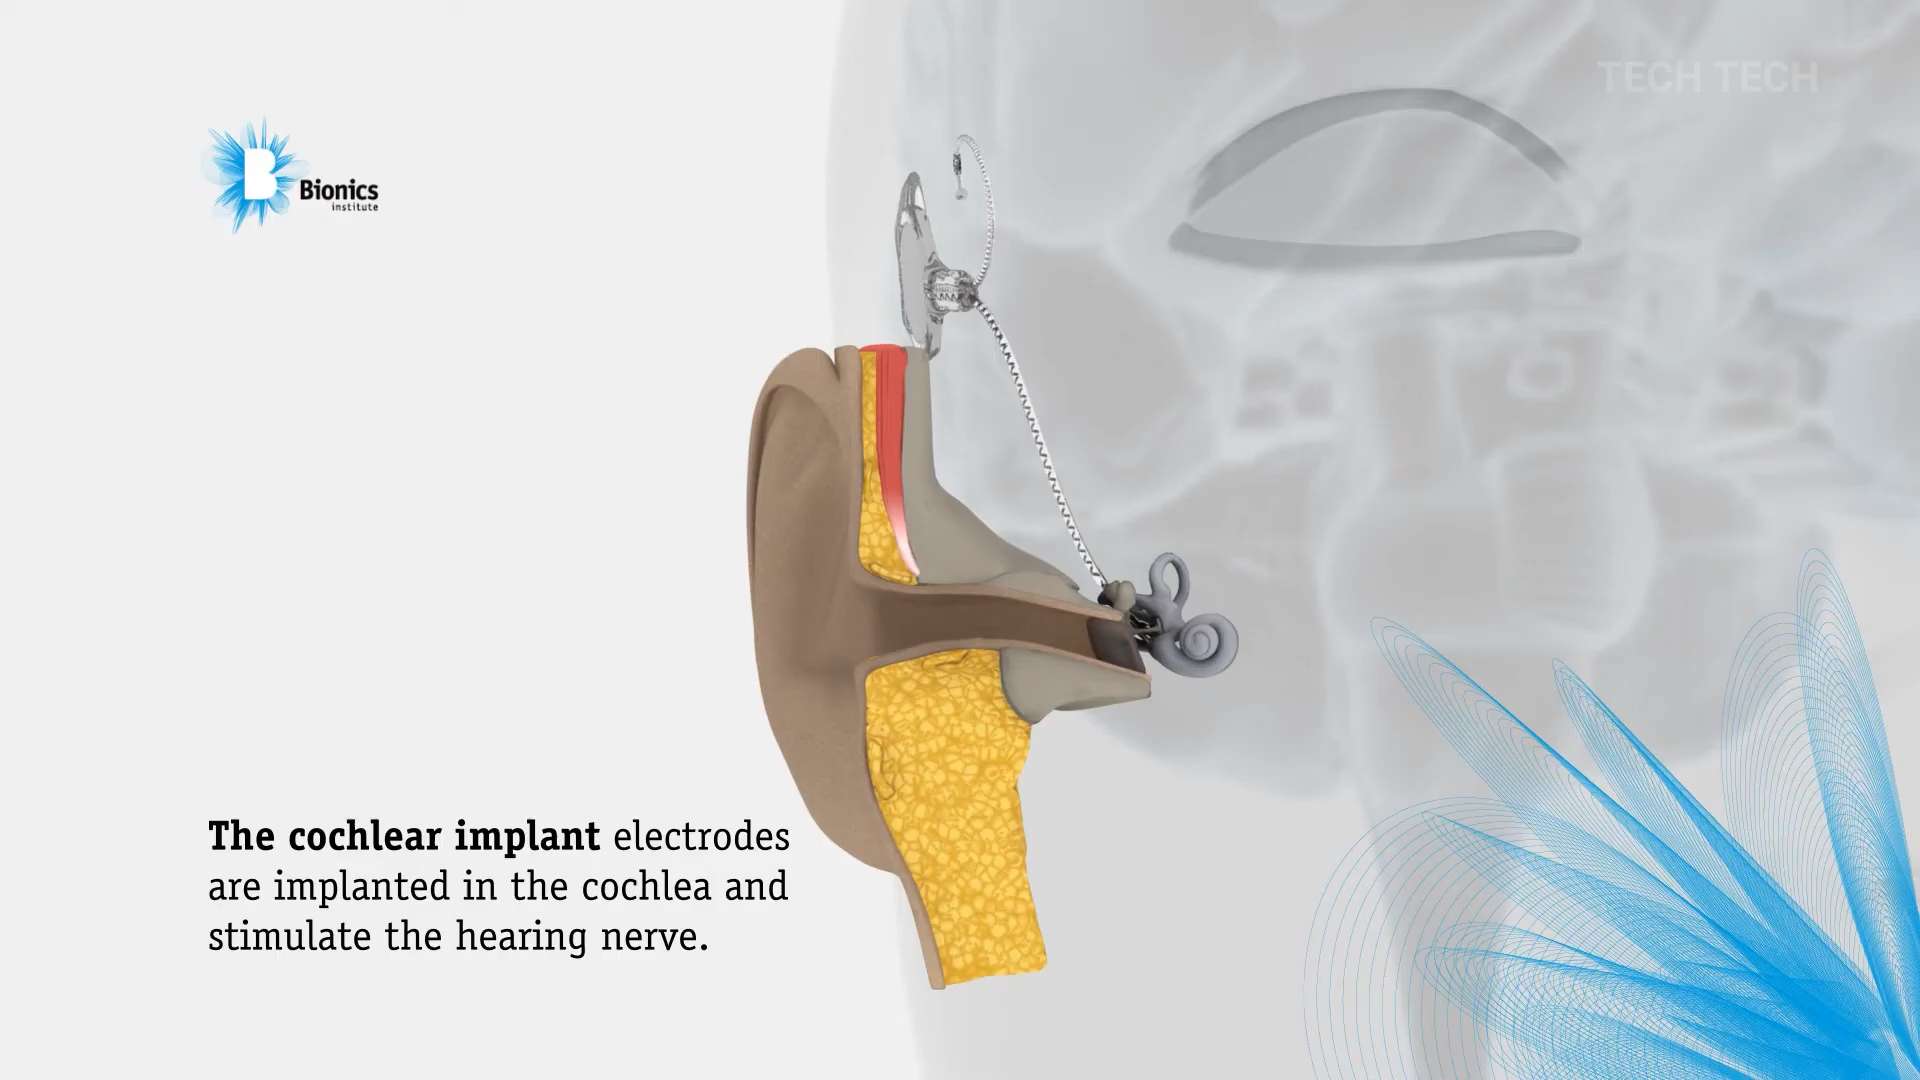 TECH TECH
B
Bionics
institute
The cochlear implant electrodes
are implanted in the cochlea and
stimulate the hearing nerve.